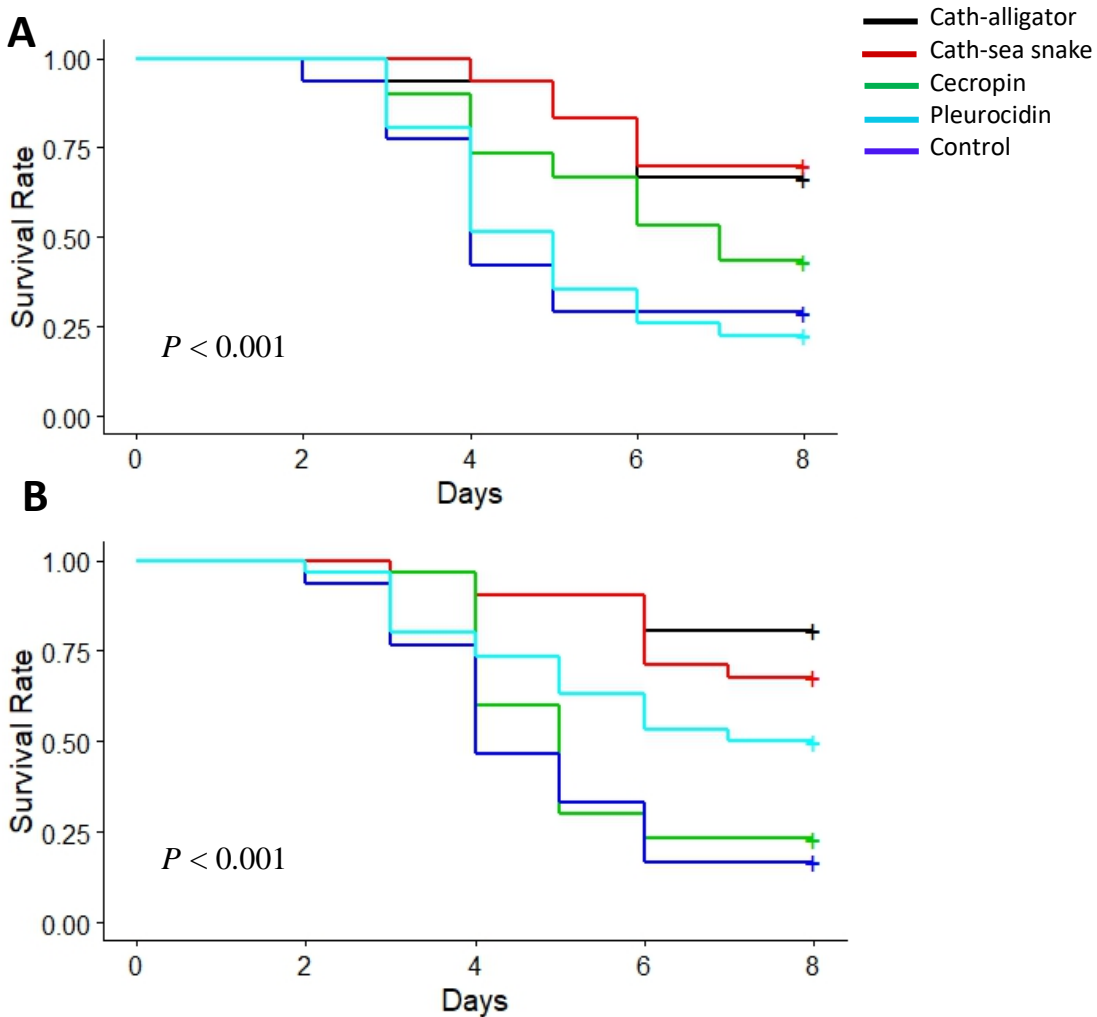 A
Cath-alligator
Cath-sea snake
Cecropin
Pleurocidin
Control
1.00
0.75
0.50
0.25
0.00
Survival Rate
P < 0.001
0 2 4 6 8
Days
B
1.00
0.75
0.50
0.25
0.00
Survival Rate
P < 0.001
0 2 4 6 8
Days